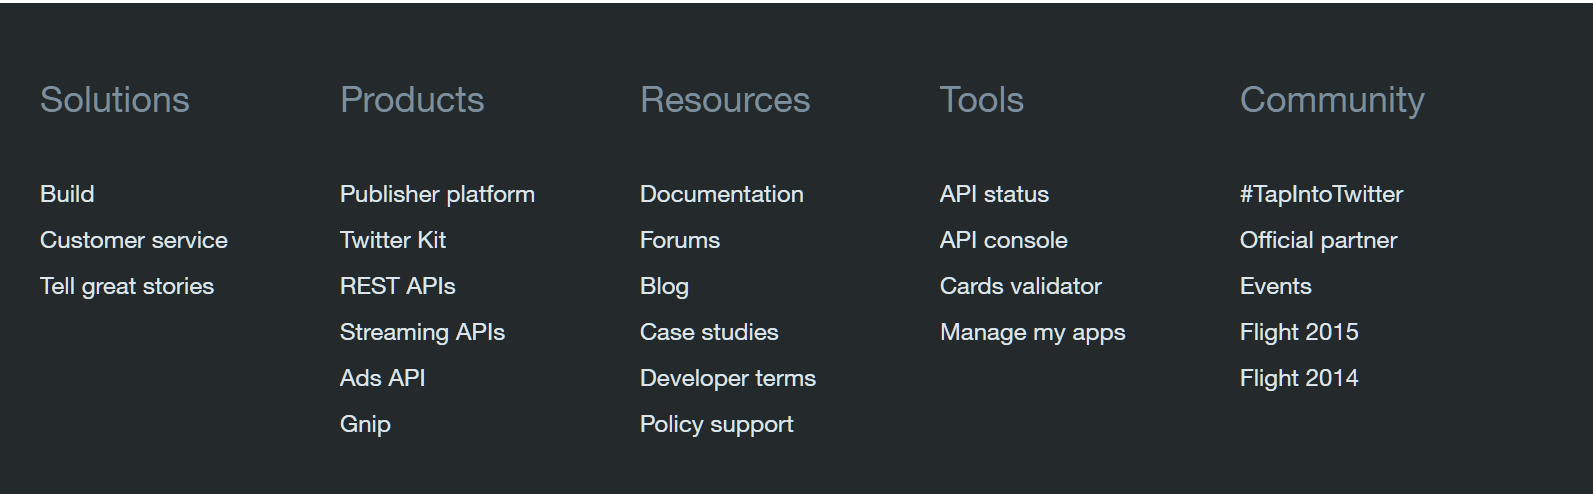 Solutions
Build
Customer service
Tell great stories
Products
Publisher platform
Twitter Kit
REST APIs
Streaming APIs
Ads API
Gnip
Resources
Documentation
Forums
Blog
Case studies
Developer terms
Policy support
Tools
API status
API console
Cards validator
Manage my apps
Community
#TapIntoTwitter
Official partner
Events
Flight 2015
Flight 2014